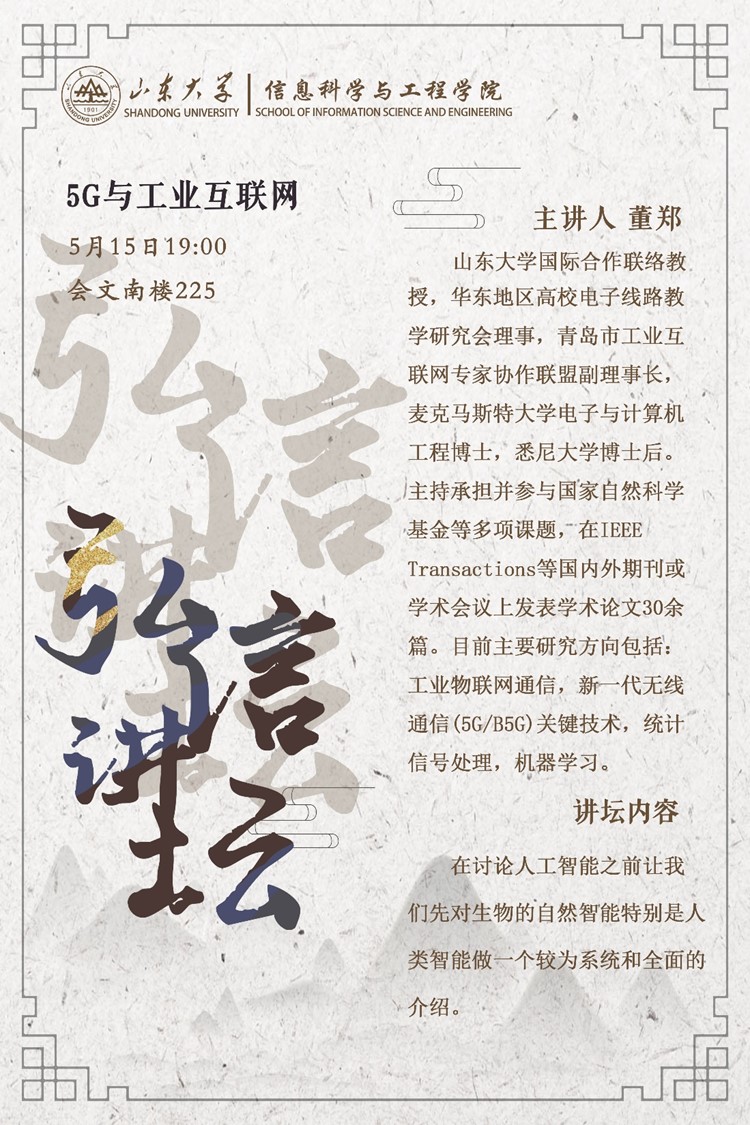 山东大学
SHANDONG UNIVERSITY
信息科学与工程学院
SCHOOL OF INFORMATION SCIENCE AND ENGINEERING
5G与工业互联网
5月15日19:00
会文南楼225
弘信
讲坛
弘信
讲坛
主讲人 董郑
山东大学国际合作联络教
授，华东地区高校电子线路教
学研究会理事，青岛市工业互
联网专家协作联盟副理事长，
麦克马斯特大学电子与计算机
工程博士，悉尼大学博士后。
主持承担并参与国家自然科学
基金等多项课题，在IEEE
Transactions等国内外期刊或
学术会议上发表学术论文30余
篇。目前主要研究方向包括：
工业物联网通信，新一代无线
通信(5G/B5G)关键技术，统计
信号处理，机器学习。
讲坛内容
在讨论人工智能之前让我
们先对生物的自然智能特别是人
类智能做一个较为系统和全面的
介绍。